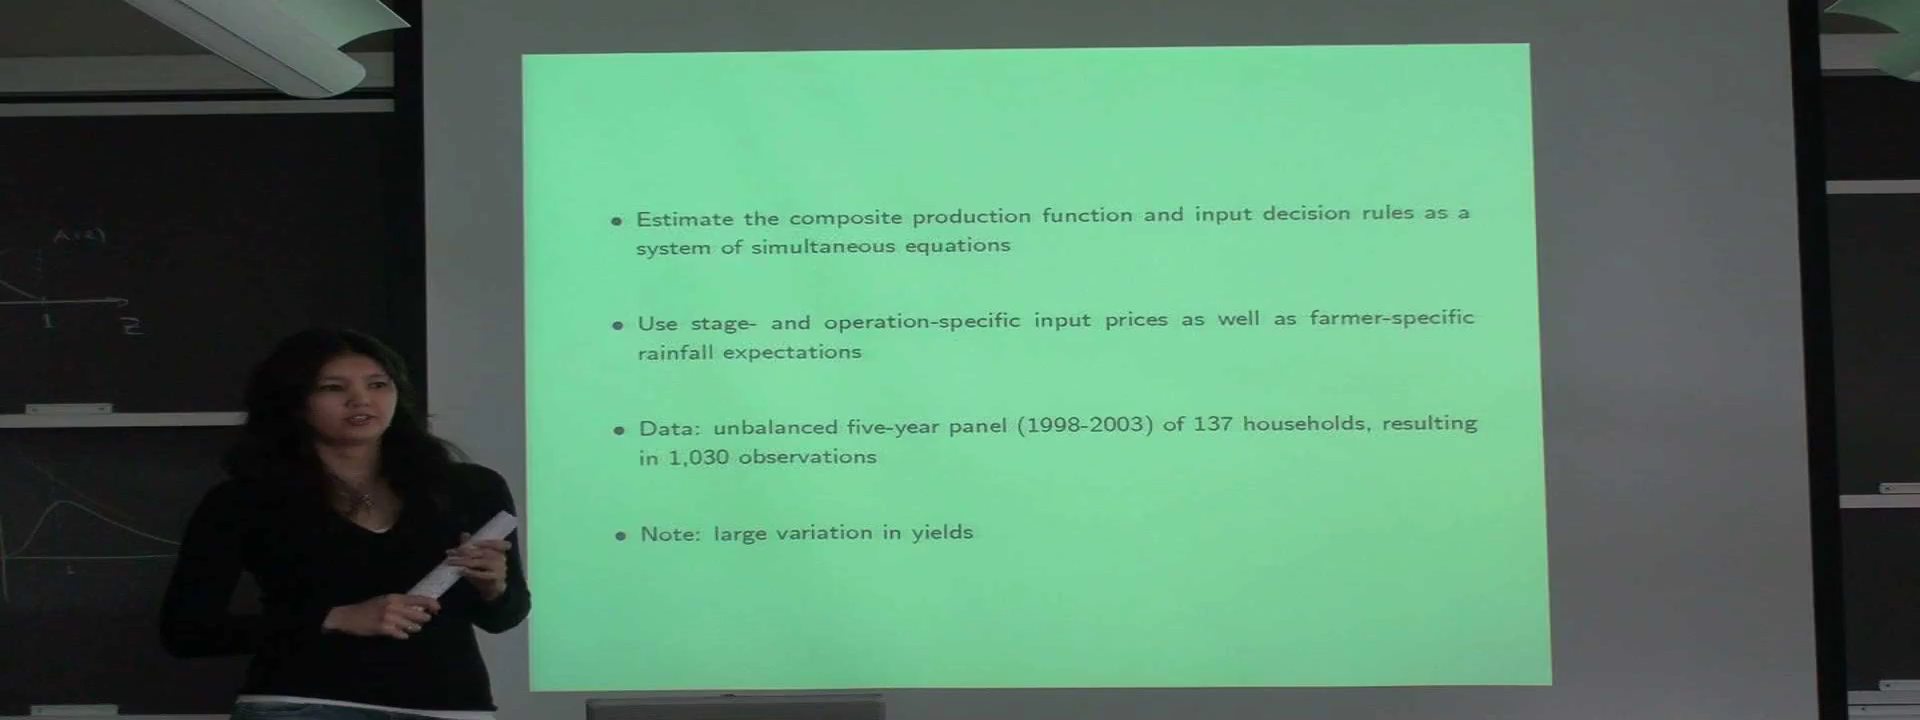 • Estimate the composite production function and input decision rules as a
system of simultaneous equations
• Use stage- and operation-specific input prices as well as farmer-specific
rainfall expectations
• Data: unbalanced five-year panel (1998-2003) of 137 households, resulting
in 1,030 observations
• Note: large variation in yields
1
2